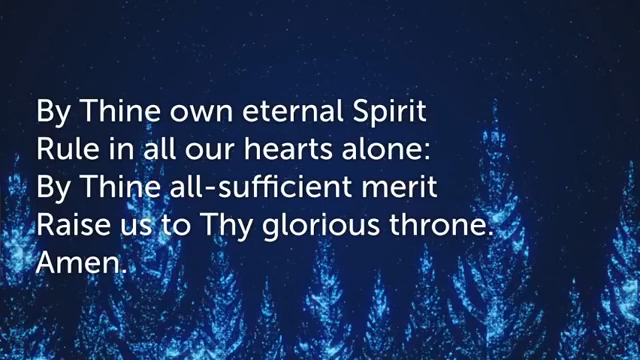 By Thine own eternal Spirit
Rule in all our hearts alone:
By Thine all-sufficient merit
Raise us to Thy glorious throne.
Amen.